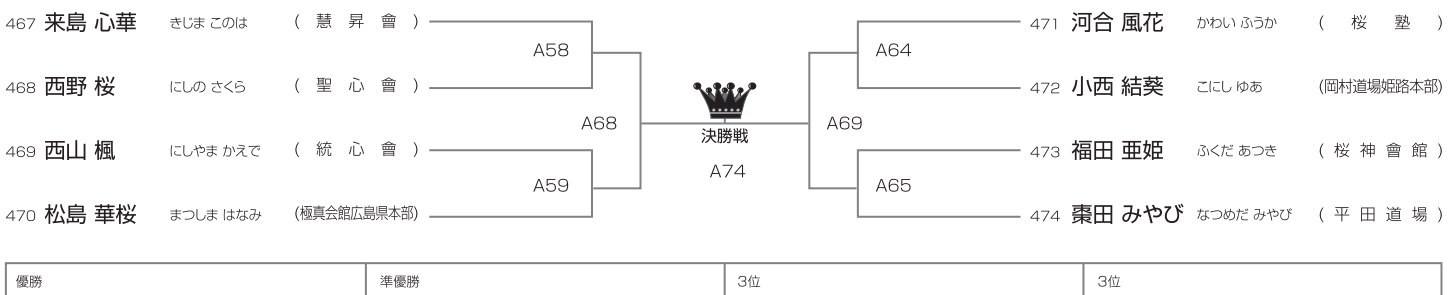 467 来島 心華 きじま このは ( 慧 昇 會 )
A58
468 西野 桜 にしの さくら ( 聖 心 會 )
A68
469 西山 楓 にしやま かえで ( 統 心 會 )
A59
470 松島 華桜 まつしま はなみ (極真会館広島県本部)
決勝戦
A74
471 河合 風花 かわい ふうか ( 桜 塾 )
A64
472 小西 結葵 こにし ゆあ (岡村道場姫路本部)
A69
473 福田 亜姫 ふくだ あつき ( 桜 神 會 館 )
A65
474 棗田 みやび なつめだ みやび ( 平 田 道 場 )
優勝 準優勝 3位 3位